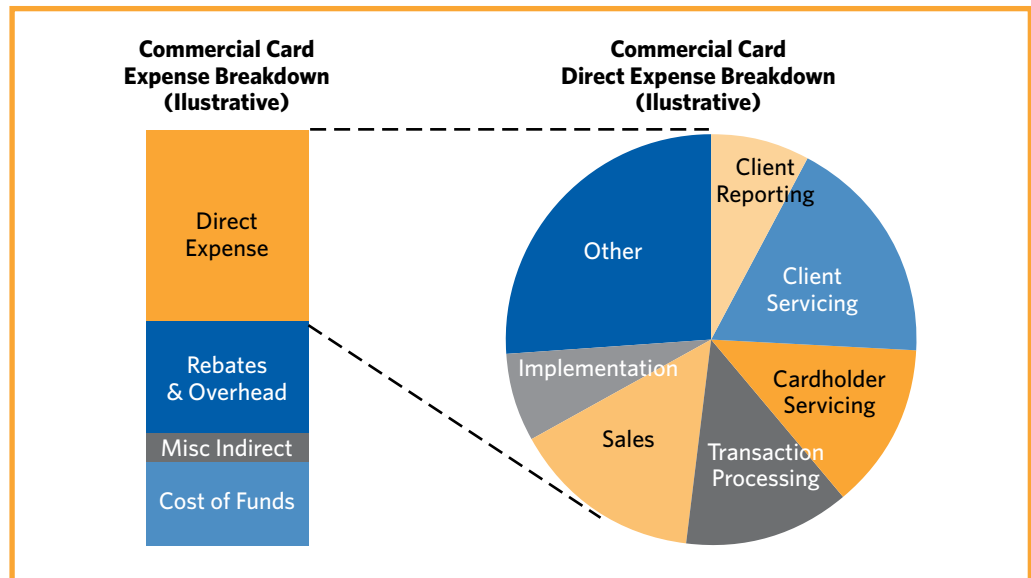 Commercial Card
Expense Breakdown
(Ilustrative)
Direct
Expense
Rebates
& Overhead
Misc Indirect
Cost of Funds
Commercial Card
Direct Expense Breakdown
(Ilustrative)
Client
Reporting
Client
Servicing
Cardholder
Servicing
Transaction
Processing
Sales
Implementation
Other